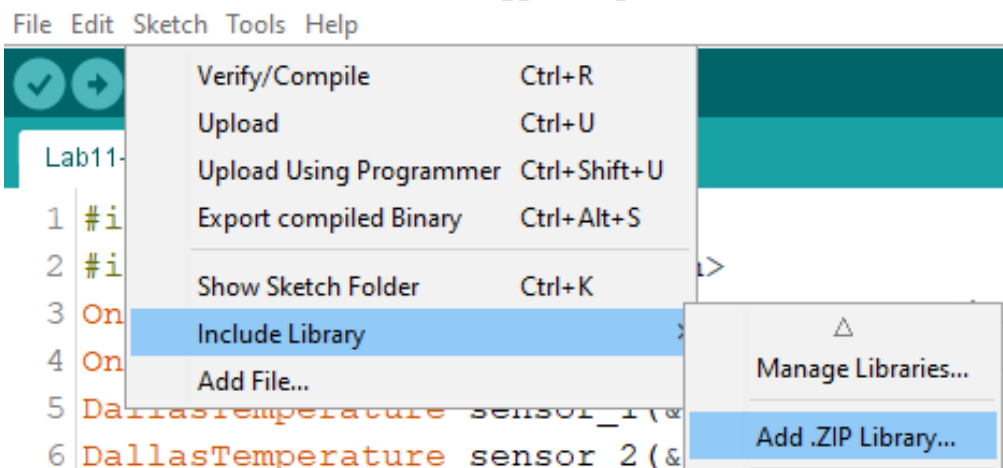 File Edit Sketch Tools Help
Verify/Compile Ctrl+R
Upload Ctrl+U
Lab11-
Upload Using Programmer Ctrl+Shift+U
1 #i
Export compiled Binary Ctrl+Alt+S
2 #i >
Show Sketch Folder Ctrl+K
3 On
Include Library
4 On
Manage Libraries...
Add File...
5 DallasTemperature sensor_1(&
Add .ZIP Library...
6 DallasTemperature sensor_2(&